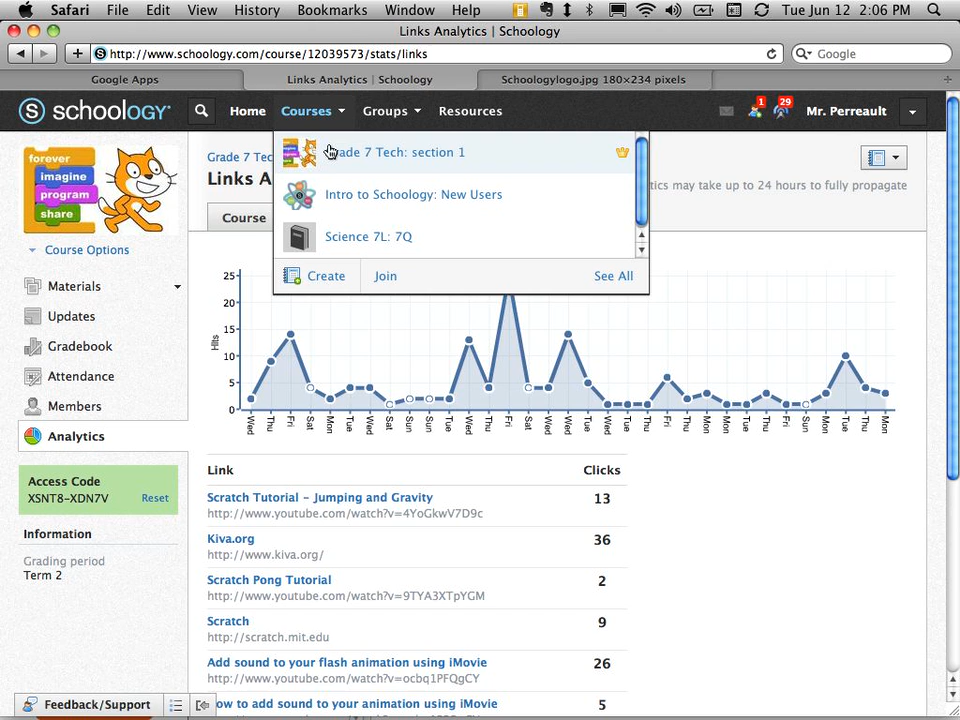 Safari File Edit View History Bookmarks Window Help Tue Jun 12 2:06 PM
Links Analytics | Schoology
http://www.schoology.com/course/12039573/stats/links
Google
Google Apps
Links Analytics | Schoology
Schoologylogo.jpg 180×234 pixels
S schoology
Home Courses Groups Resources
1 29 Mr. Perreault
forever
imagine
program
share
Course Options
Materials
Updates
Gradebook
Attendance
Members
Analytics
Access Code
XSNT8-XDN7V Reset
Information
Grading period
Term 2
Grade 7 Tec
Links A
tics may take up to 24 hours to fully propagate
Course
ade 7 Tech: section 1
Intro to Schoology: New Users
Science 7L: 7Q
Create Join See All
Hits
25
20
15
10
5
0
Wed Thu Fri Sat Mon Tue Wed Sat Sun Sun Tue Wed Thu Fri Sat Wed Wed Tue Wed Tue Thu Fri Thu Mon Mon Tue Thu Fri Sun Mon Tue Thu Mon
Link Clicks
Scratch Tutorial – Jumping and Gravity 13
http://www.youtube.com/watch?v=4YoGkwV7D9c
Kiva.org 36
http://www.kiva.org/
Scratch Pong Tutorial 2
http://www.youtube.com/watch?v=9TYA3XTpYGM
Scratch 9
http://scratch.mit.edu
Add sound to your flash animation using iMovie 26
http://www.youtube.com/watch?v=ocbq1PFQgCY
ow to add sound to your animation using iMovie 5
Feedback/Support